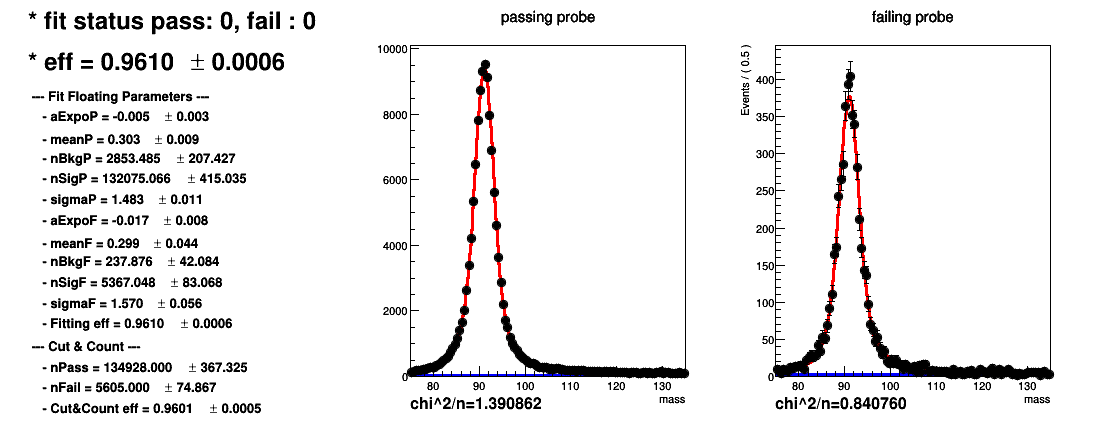 * fit status pass: 0, fail : 0
* eff = 0.9610 ± 0.0006
--- Fit Floating Parameters ---
- aExpoP = -0.005 ± 0.003
- meanP = 0.303 ± 0.009
- nBkgP = 2853.485 ± 207.427
- nSigP = 132075.066 ± 415.035
- sigmaP = 1.483 ± 0.011
- aExpoF = -0.017 ± 0.008
- meanF = 0.299 ± 0.044
- nBkgF = 237.876 ± 42.084
- nSigF = 5367.048 ± 83.068
- sigmaF = 1.570 ± 0.056
- Fitting eff = 0.9610 ± 0.0006
--- Cut & Count ---
- nPass = 134928.000 ± 367.325
- nFail = 5605.000 ± 74.867
- Cut&Count eff = 0.9601 ± 0.0005
passing probe
10000
8000
6000
4000
2000
0
80 90 100 110 120 130
mass
chi^2/n=1.390862
failing probe
Events / ( 0.5 )
400
350
300
250
200
150
100
50
0
80 90 100 110 120 130
mass
chi^2/n=0.840760